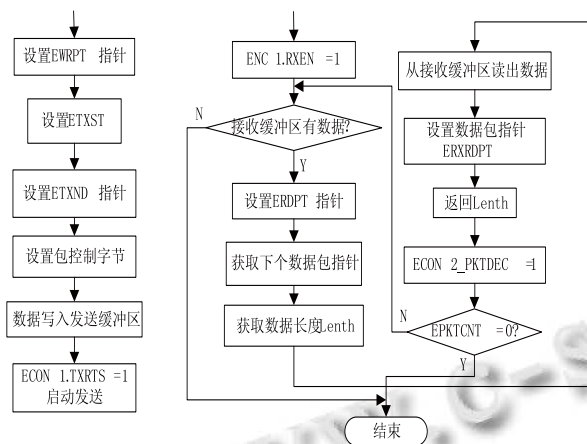 设置EWRPT 指针
设置ETXST
设置ETXND 指针
设置包控制字节
数据写入发送缓冲区
ECON 1.TXRTS =1
启动发送
ENC 1.RXEN =1
N
接收缓冲区有数据?
Y
设置ERDPT 指针
获取下个数据包指针
获取数据长度Lenth
从接收缓冲区读出数据
设置数据包指针
ERXRDPT
返回Lenth
ECON 2_PKTDEC =1
N
EPKTCNT =0?
Y
结束